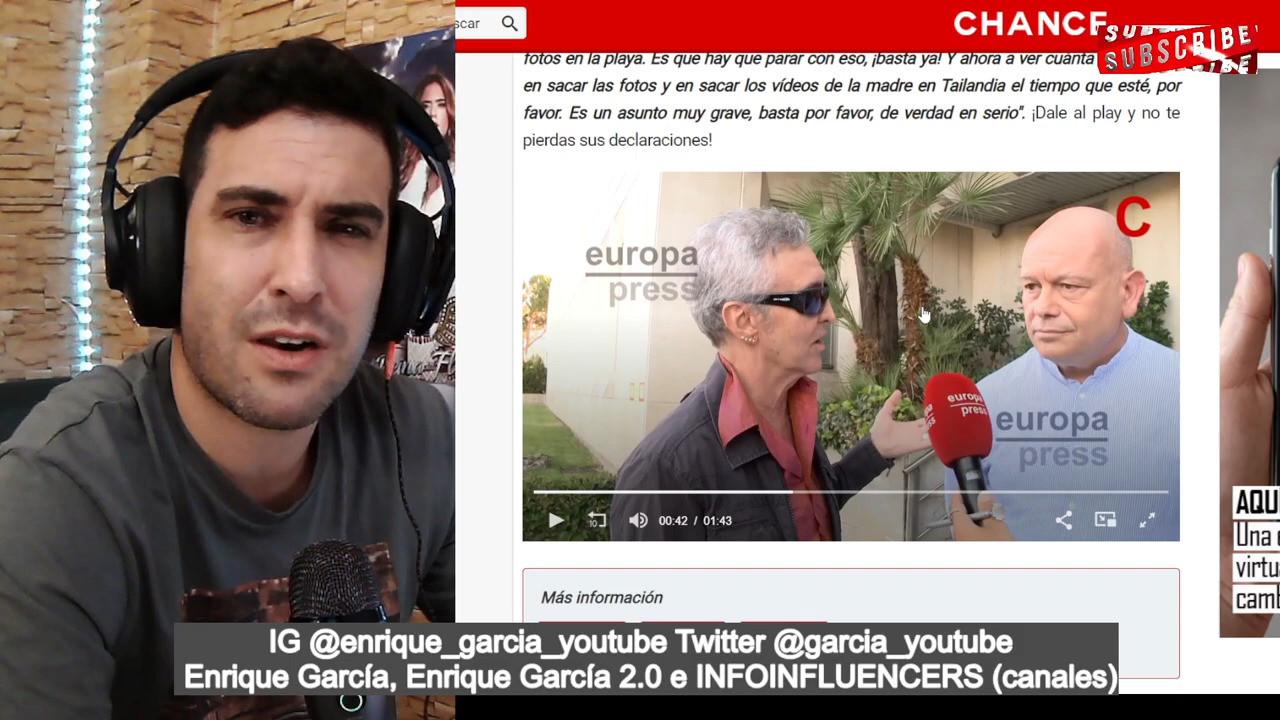 scar
CHANCE
SUBSCRIBE
fotos en la playa. Es que hay que parar con eso, ¡basta ya! Y ahora a ver cuánta
en sacar las fotos y en sacar los vídeos de la madre en Tailandia el tiempo que esté, por
favor. Es un asunto muy grave, basta por favor, de verdad en serio". ¡Dale al play y no te
pierdas sus declaraciones!
C
europa
press
europa
press
europa
press
10
00:42 / 01:43
AQU
Una e
virtu
camb
Más información
IG @enrique_garcia_youtube Twitter @garcia_youtube
Enrique García, Enrique García 2.0 e INFOINFLUENCERS (canales)